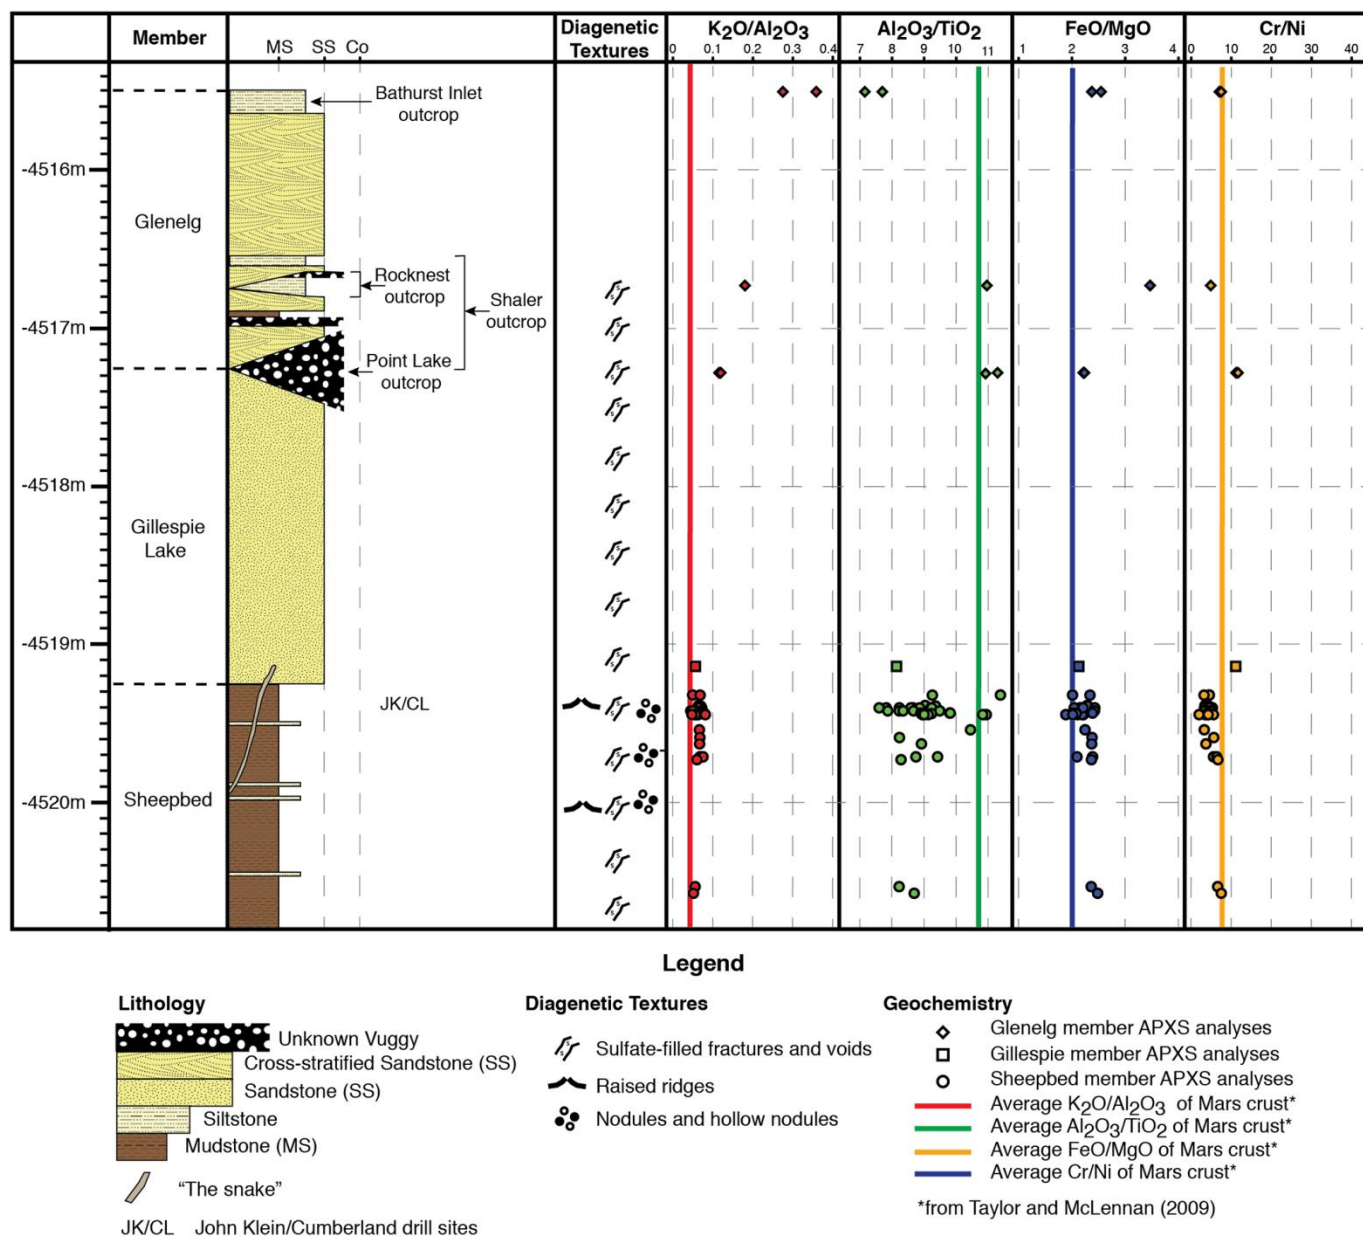 Member
MS SS Co
Diagenetic
Textures
K2O/Al2O3
0 0.1 0.2 0.3 0.4
Al2O3/TiO2
7 8 9 10 11
FeO/MgO
1 2 3 4
Cr/Ni
0 10 20 30 40
Bathurst Inlet
outcrop
-4516m
Glenelg
Rocknest
outcrop
Shaler
outcrop
-4517m
Point Lake
outcrop
-4518m
Gillespie
Lake
-4519m
JK/CL
Sheepbed
-4520m
Legend
Lithology
Unknown Vuggy
Cross-stratified Sandstone (SS)
Sandstone (SS)
Siltstone
Mudstone (MS)
“The snake”
JK/CL John Klein/Cumberland drill sites
Diagenetic Textures
Sulfate-filled fractures and voids
Raised ridges
Nodules and hollow nodules
Geochemistry
Glenelg member APXS analyses
Gillespie member APXS analyses
Sheepbed member APXS analyses
Average K2O/Al2O3 of Mars crust*
Average Al2O3/TiO2 of Mars crust*
Average FeO/MgO of Mars crust*
Average Cr/Ni of Mars crust*
*from Taylor and McLennan (2009)